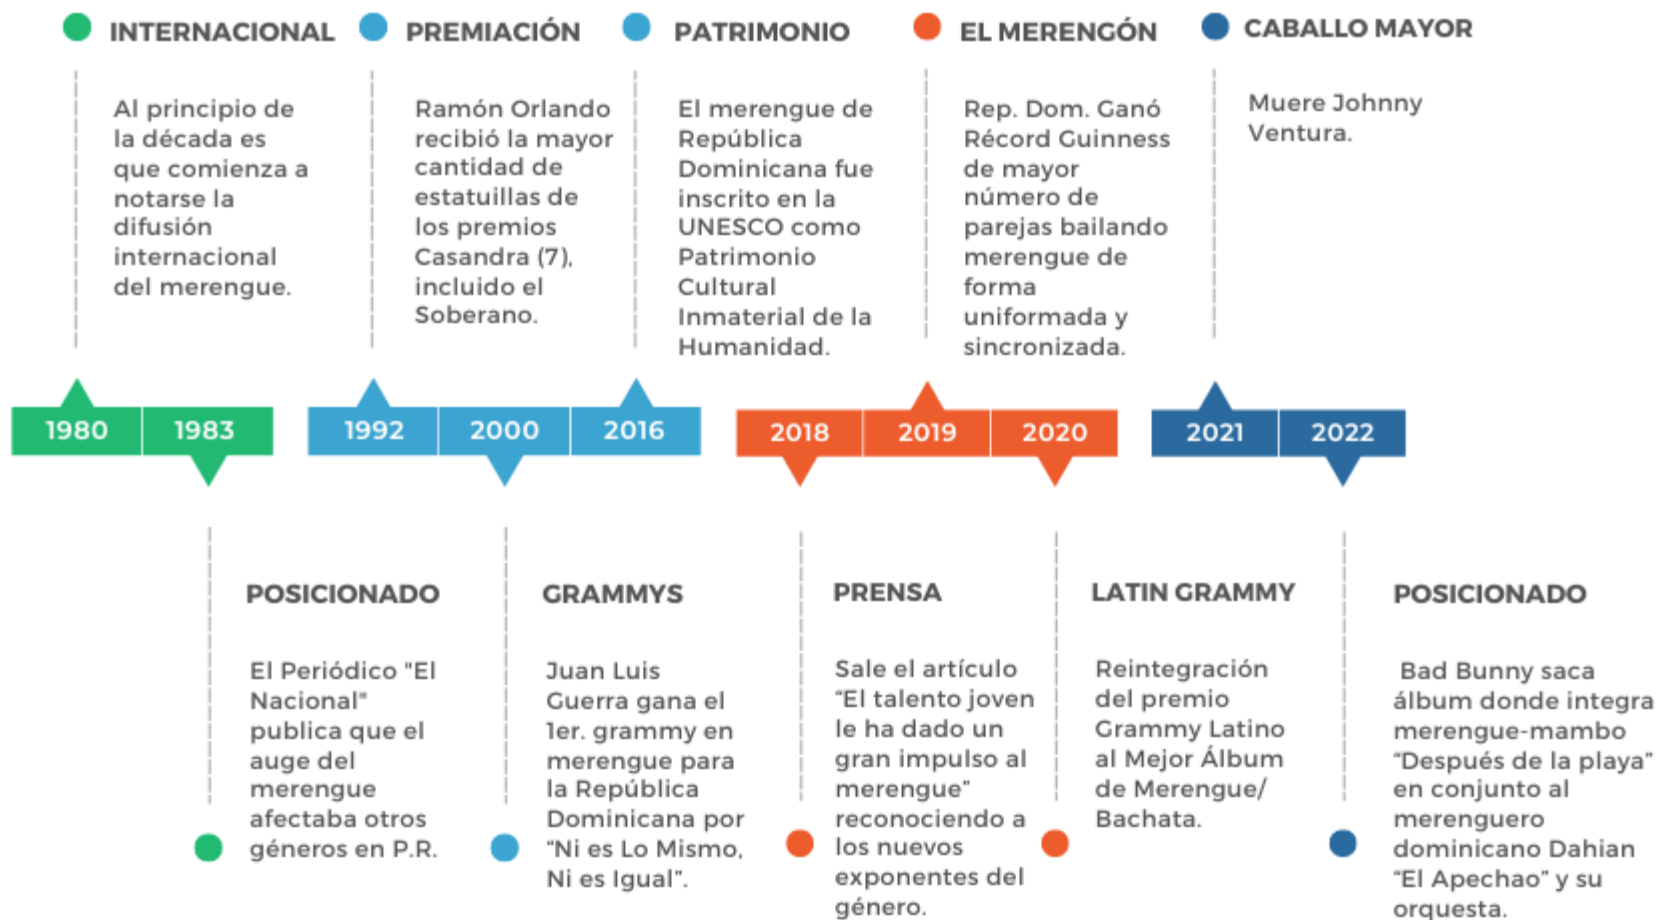 INTERNACIONAL
Al principio de
la década es
que comienza a
notarse la
difusión
internacional
del merengue.
PREMIACIÓN
Ramón Orlando
recibió la mayor
cantidad de
estatuillas de
los premios
Casandra (7),
incluido el
Soberano.
PATRIMONIO
El merengue de
República
Dominicana fue
inscrito en la
UNESCO como
Patrimonio
Cultural
Inmaterial de la
Humanidad.
EL MERENGÓN
Rep. Dom. Ganó
Récord Guinness
de mayor
número de
parejas bailando
merengue de
forma
uniformada y
sincronizada.
CABALLO MAYOR
Muere Johnny
Ventura.
1980 1983 1992 2000 2016 2018 2019 2020 2021 2022
POSICIONADO
El Periódico "El
Nacional"
publica que el
auge del
merengue
afectaba otros
géneros en P.R.
GRAMMYS
Juan Luis
Guerra gana el
1er. grammy en
merengue para
la República
Dominicana por
“Ni es Lo Mismo,
Ni es Igual”.
PRENSA
Sale el artículo
“El talento joven
le ha dado un
gran impulso al
merengue”
reconociendo a
los nuevos
exponentes del
género.
LATIN GRAMMY
Reintegración
del premio
Grammy Latino
al Mejor Álbum
de Merengue/
Bachata.
POSICIONADO
Bad Bunny saca
álbum donde integra
merengue-mambo
“Después de la playa”
en conjunto al
merenguero
dominicano Dahian
“El Apechao” y su
orquesta.